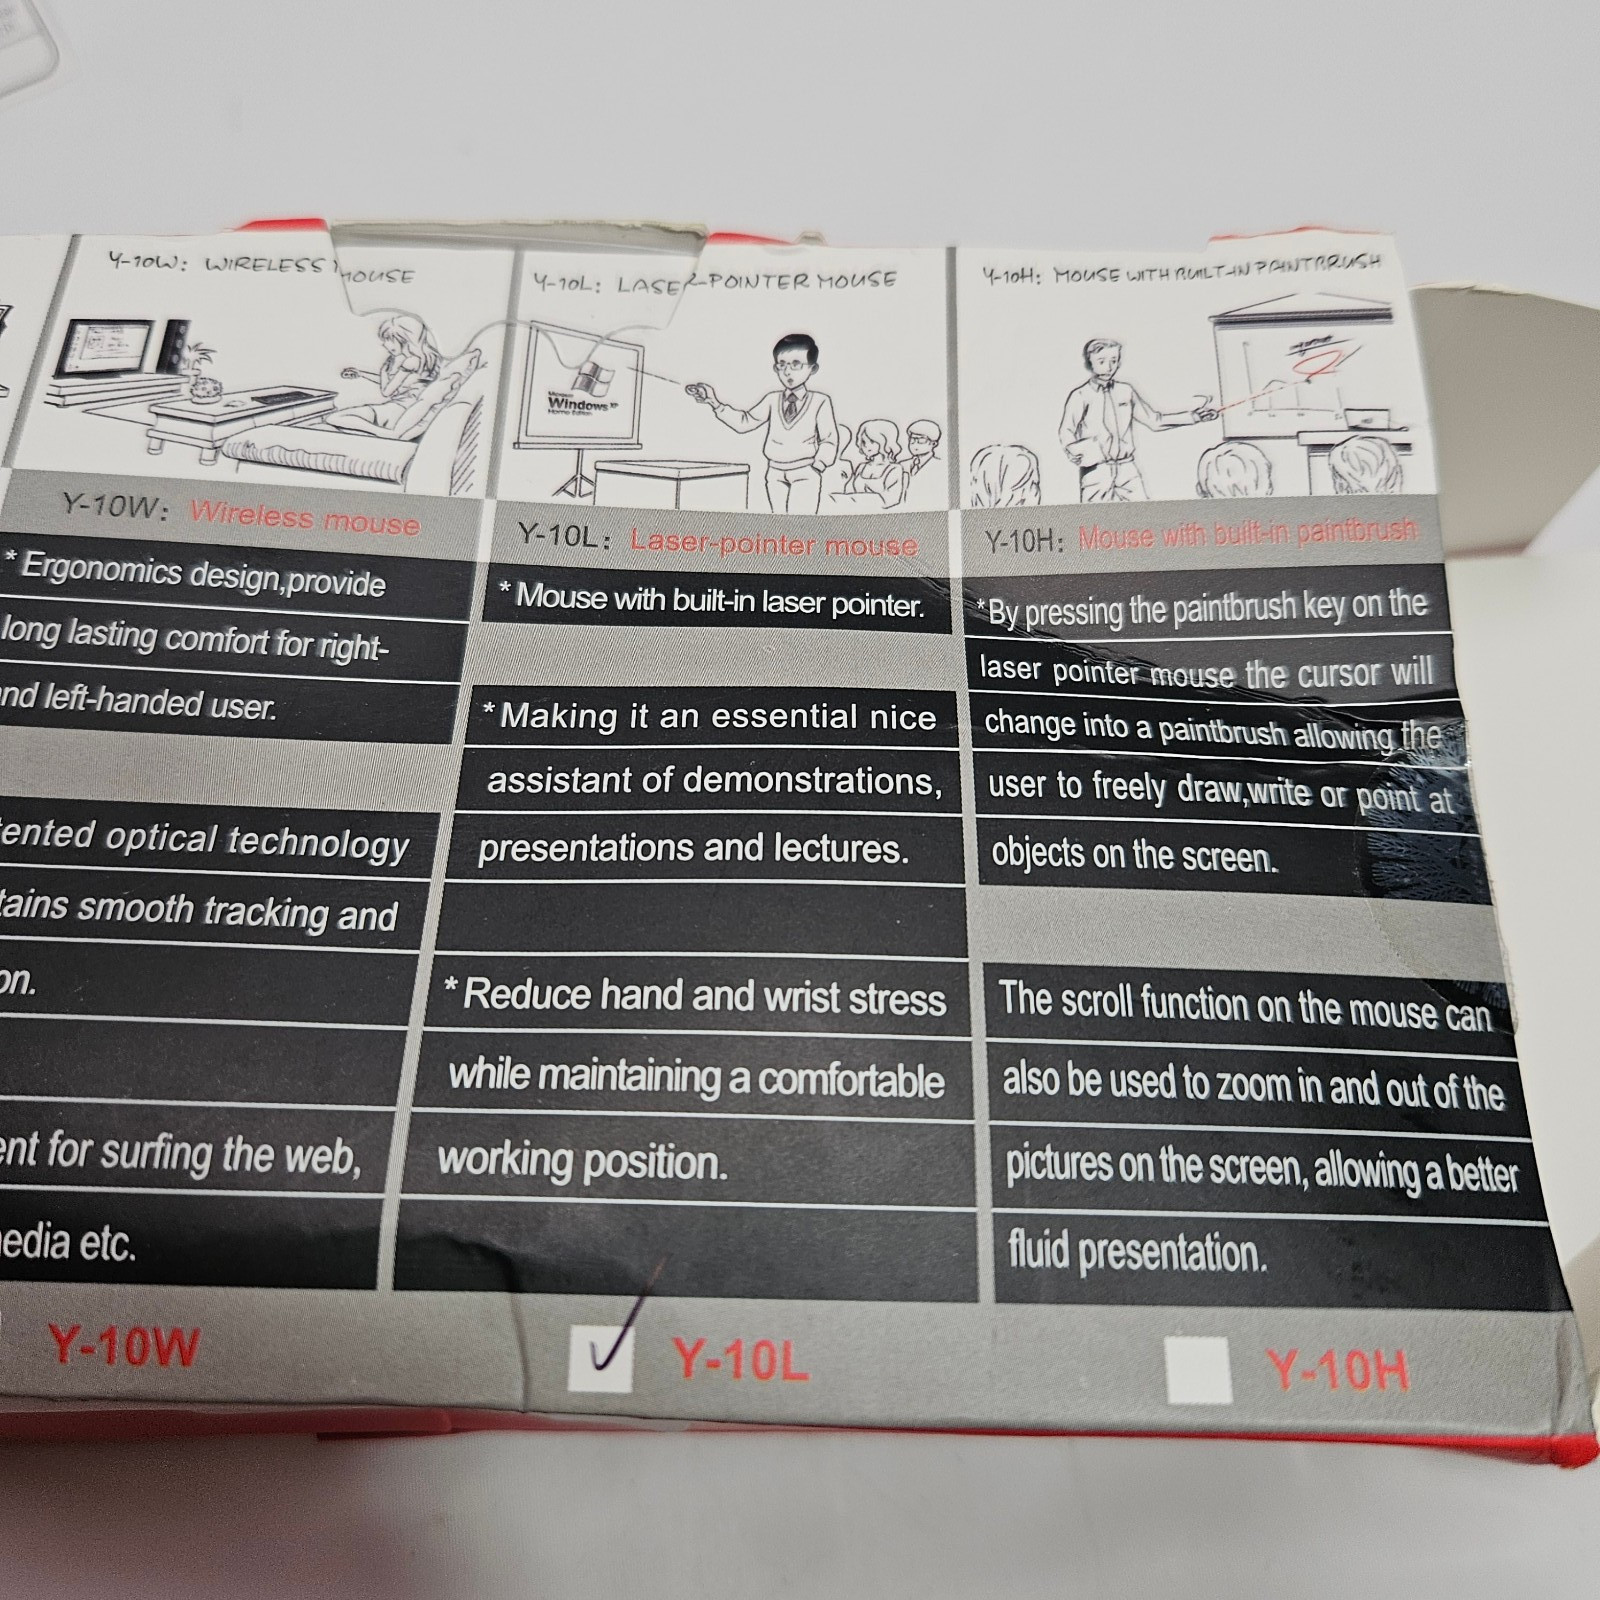 Y-10W: WIRELESS MOUSE
Y-10W: Wireless mouse
* Ergonomics design,provide
long lasting comfort for right-
left-handed user.
optical technology
smooth tracking and
for surfing the web,
etc.
Y-10W
Y-10L: LASER-POINTER MOUSE
Microsoft
Windows XP
Home Edition
Y-10L: Laser-pointer mouse
* Mouse with built-in laser pointer.
* Making it an essential nice
assistant of demonstrations,
presentations and lectures.
* Reduce hand and wrist stress
while maintaining a comfortable
working position.
Y-10L
Y-10H: MOUSE WITH BUILT-IN PAINTBRUSH
Y-10H: Mouse with built-in paintbrush
*By pressing the paintbrush key on the
laser pointer mouse the cursor will
change into a paintbrush allowing the
user to freely draw,write or point at
objects on the screen.
The scroll function on the mouse can
also be used to zoom in and out of the
pictures on the screen, allowing a better
fluid presentation.
Y-10H